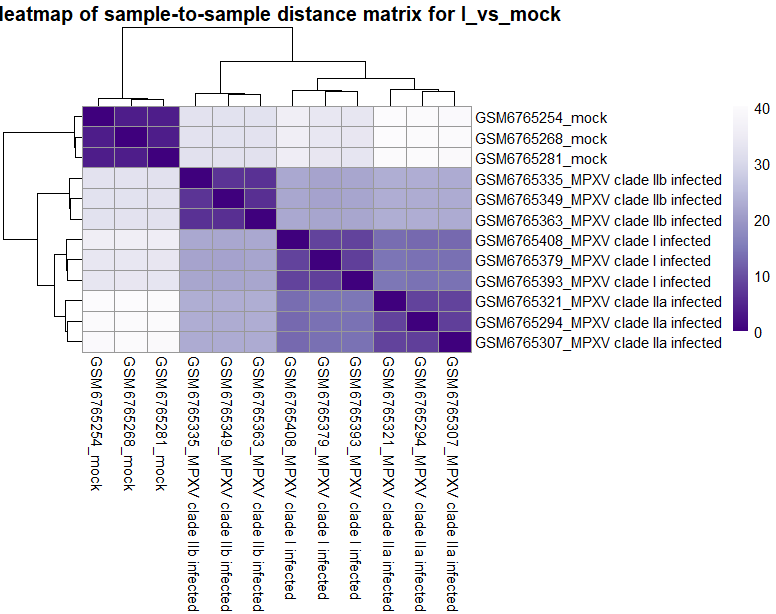 leatmap of sample-to-sample distance matrix for I_vs_mock
GSM6765254_mock
GSM6765268_mock
GSM6765281_mock
GSM6765335_MPXV clade IIb infected
GSM6765349_MPXV clade IIb infected
GSM6765363_MPXV clade IIb infected
GSM6765408_MPXV clade I infected
GSM6765379_MPXV clade I infected
GSM6765393_MPXV clade I infected
GSM6765321_MPXV clade IIa infected
GSM6765294_MPXV clade IIa infected
GSM6765307_MPXV clade IIa infected
40
30
20
10
0
GSM6765254_mock
GSM6765268_mock
GSM6765281_mock
GSM6765335_MPXV clade IIb infected
GSM6765349_MPXV clade IIb infected
GSM6765363_MPXV clade IIb infected
GSM6765408_MPXV clade I infected
GSM6765379_MPXV clade I infected
GSM6765393_MPXV clade I infected
GSM6765321_MPXV clade IIa infected
GSM6765294_MPXV clade IIa infected
GSM6765307_MPXV clade IIa infected